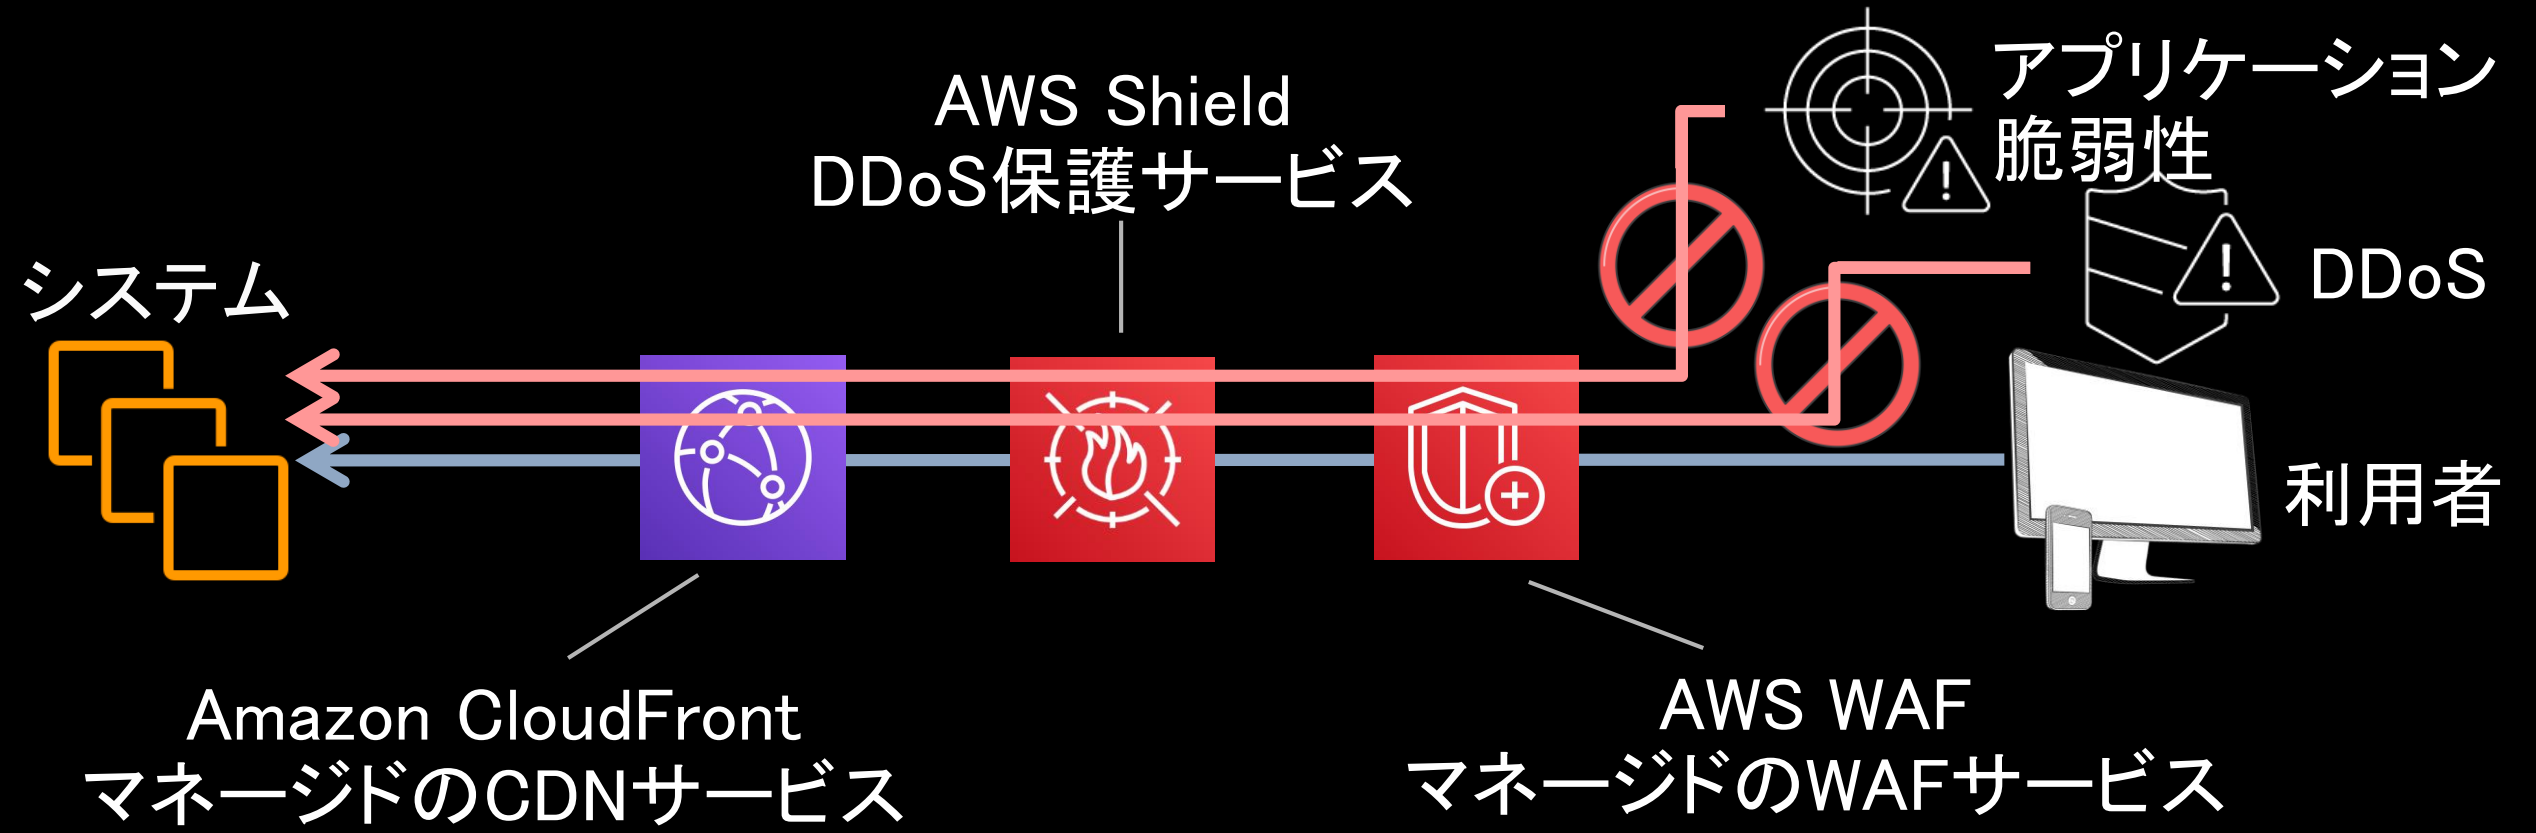 アプリケーション
脆弱性
AWS Shield
DDoS保護サービス
DDoS
システム
利用者
Amazon CloudFront
マネージドのCDNサービス
AWS WAF
マネージドのWAFサービス